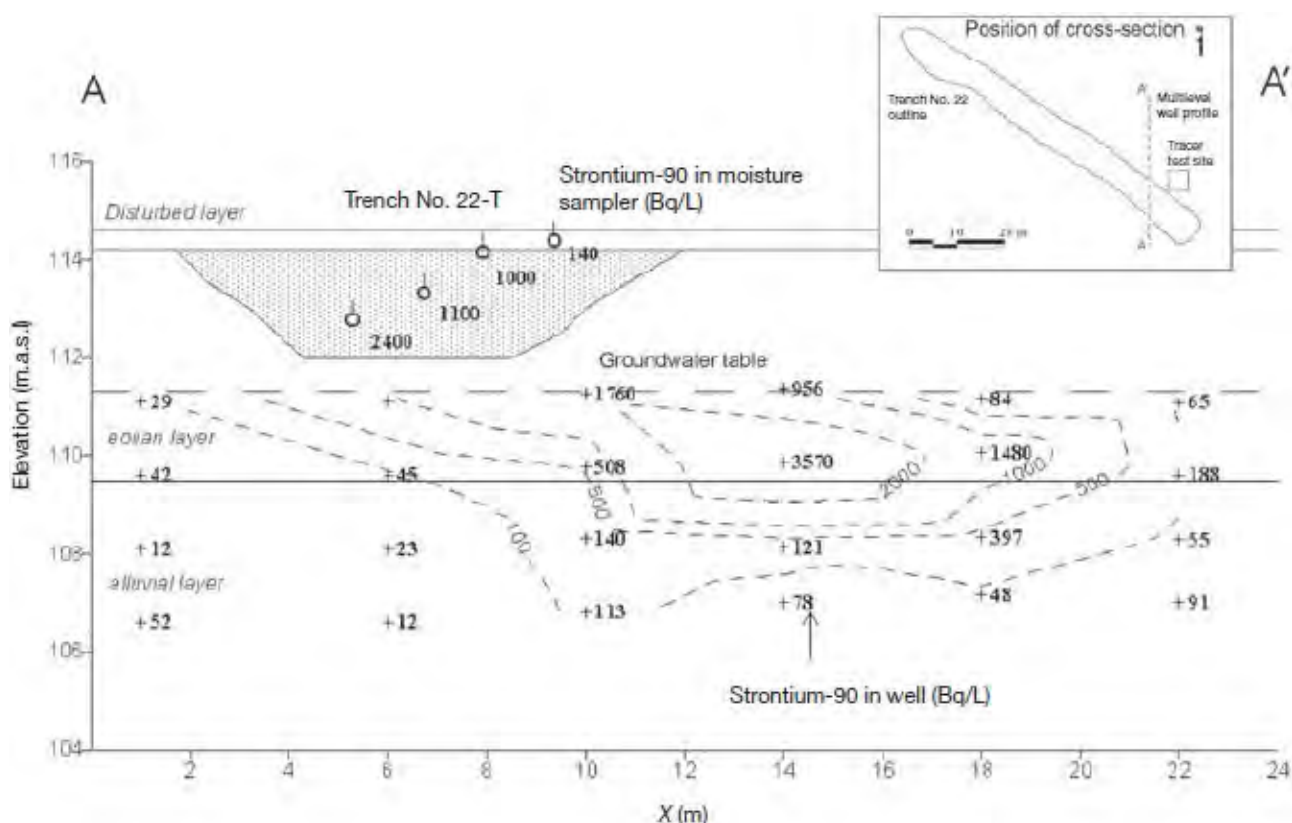 A
A'
Position of cross-section
Trench No. 22
outline
A'
Multilevel
well profile
Tracer
test site
A
116
Trench No. 22-T
Strontium-90 in moisture
sampler (Bq/L)
Disturbed layer
114
140
1000
1100
2400
112
Groundwater table
+29
+
+1760
+956
+84
+65
eolian layer
110
+42
+45
+508
+3570
+1480
+188
2000
1000
500
500
100
108
+12
+23
+140
+121
+397
+55
alluvial layer
+52
+12
+113
+78
+48
+91
106
Strontium-90 in well (Bq/L)
104
2 4 6 8 10 12 14 16 18 20 22 24
X (m)
Elevation (m.a.s.l)